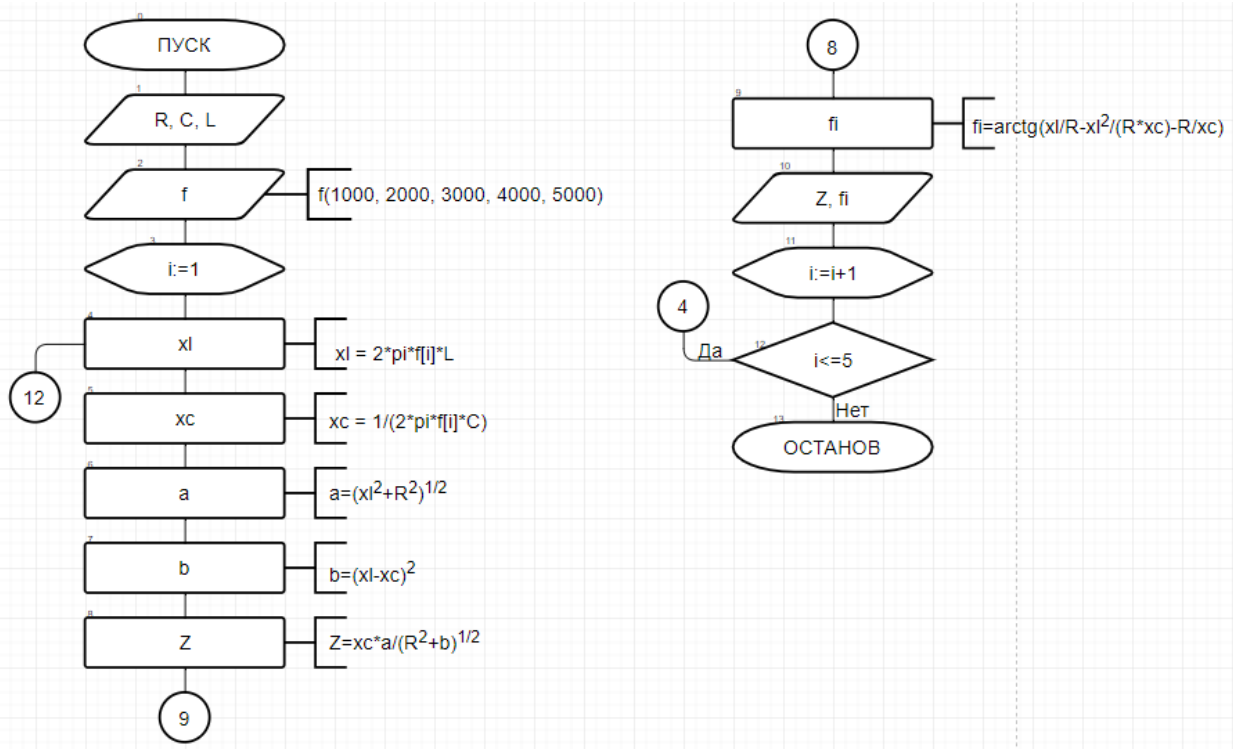 0
ПУСК
1
R, C, L
2
f
f(1000, 2000, 3000, 4000, 5000)
3
i:=1
4
xl
xl = 2*pi*f[i]*L
12
5
xc
xc = 1/(2*pi*f[i]*C)
6
a
a=(xl²+R²)^1/2
7
b
b=(xl-xc)²
8
Z
Z=xc*a/(R²+b)^1/2
9
8
9
fi
fi=arctg(xl/R-xl²/(R*xc)-R/xc)
10
Z, fi
11
i:=i+1
4
Да
12
i<=5
Нет
13
ОСТАНОВ